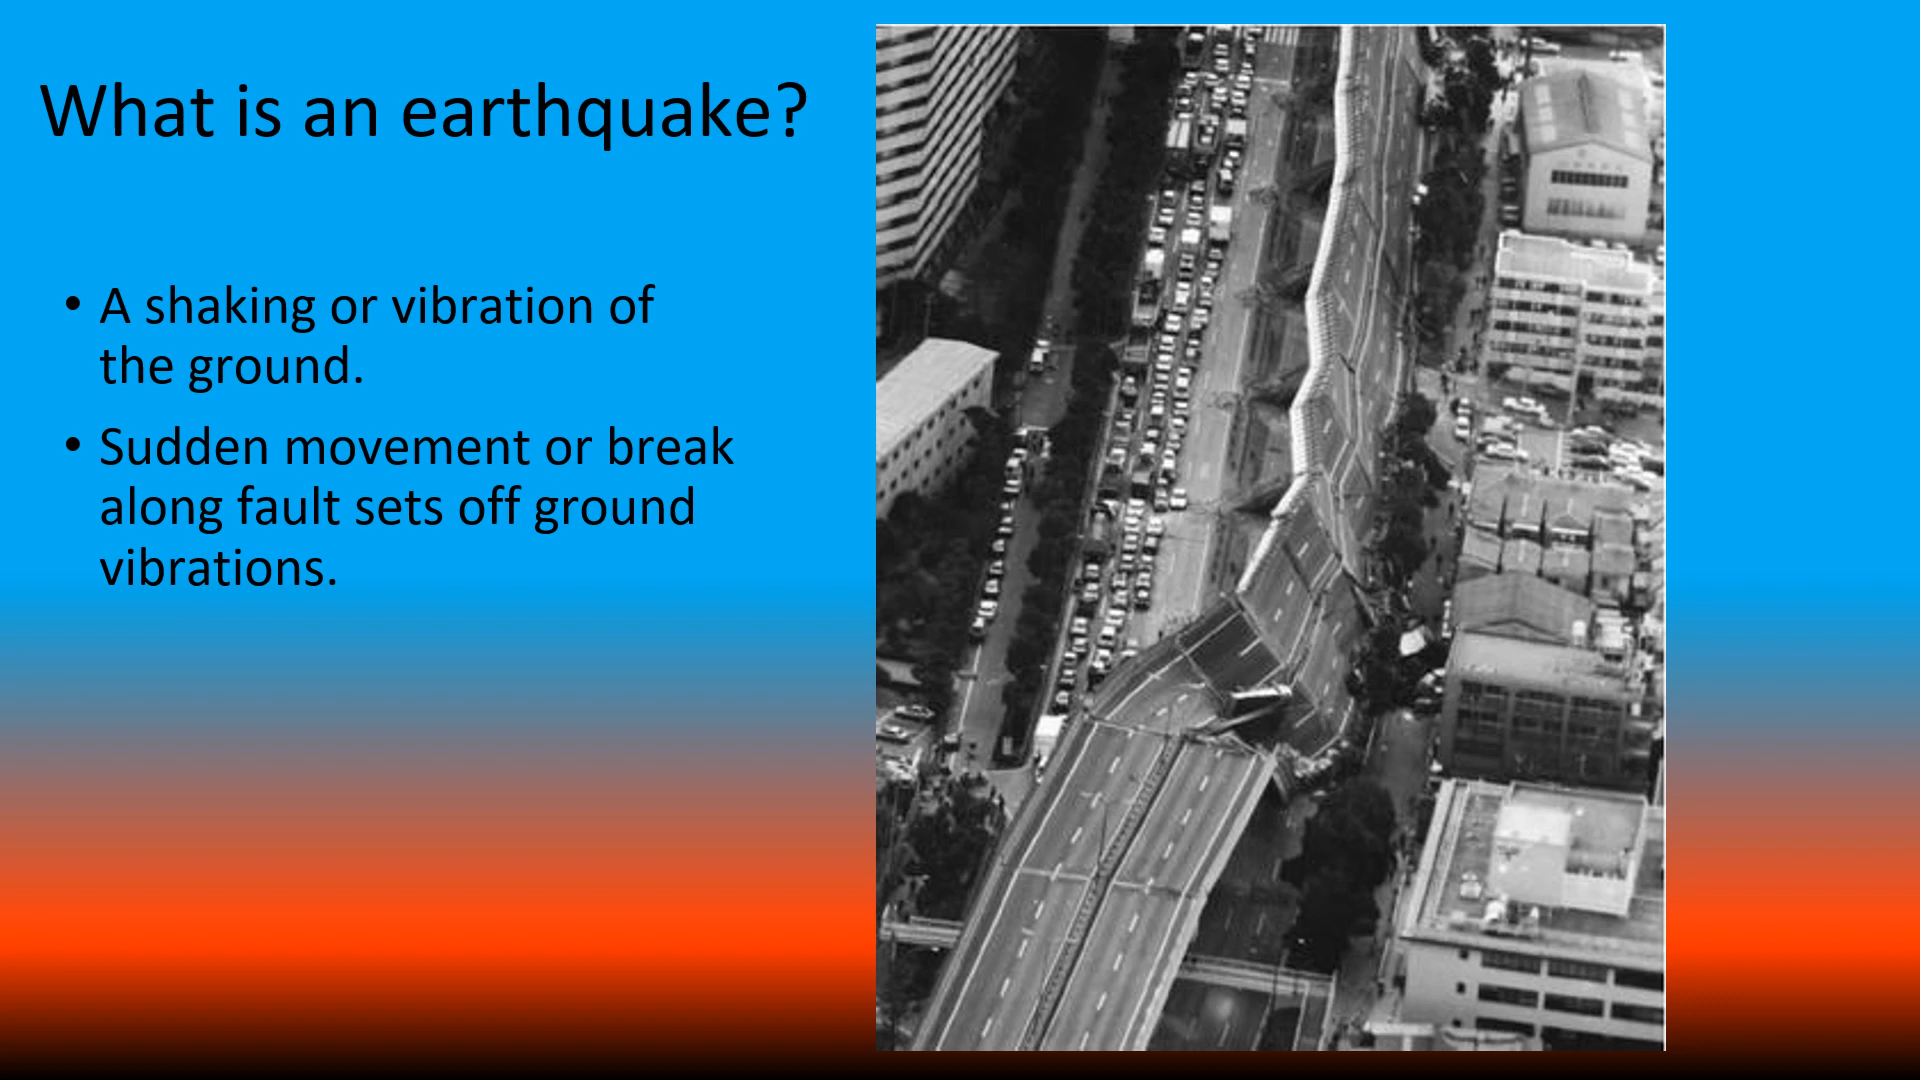 What is an earthquake?
• A shaking or vibration of
the ground.
• Sudden movement or break
along fault sets off ground
vibrations.